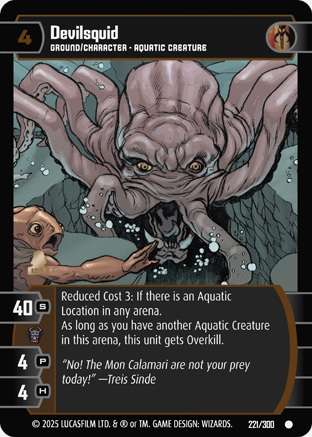 4
Devilsquid
GROUND/CHARACTER - AQUATIC CREATURE
40 S
Reduced Cost 3: If there is an Aquatic
Location in any arena.
As long as you have another Aquatic Creature
in this arena, this unit gets Overkill.
4 P
“No! The Mon Calamari are not your prey
today!” —Treis Sinde
4 H
© 2025 LUCASFILM LTD. & ® or TM. GAME DESIGN: WIZARDS. 221/300